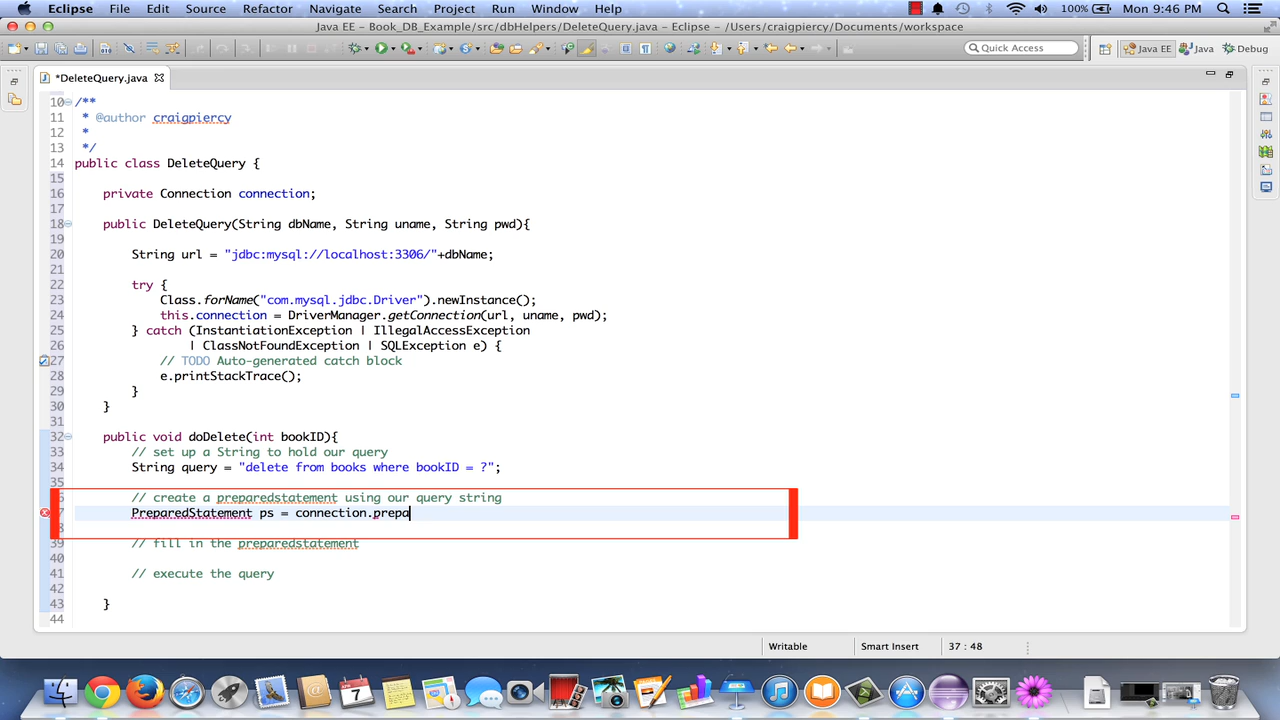 Eclipse File Edit Source Refactor Navigate Search Project Run Window Help 100% Mon 9:46 PM
Java EE – Book_DB_Example/src/dbHelpers/DeleteQuery.java – Eclipse – /Users/craigpiercy/Documents/workspace
Quick Access Java EE Java Debug
*DeleteQuery.java
10 /**
11 * @author craigpiercy
12 *
13 */
14 public class DeleteQuery {
15
16 private Connection connection;
17
18 public DeleteQuery(String dbName, String uname, String pwd){
19
20 String url = "jdbc:mysql://localhost:3306/"+dbName;
21
22 try {
23 Class.forName("com.mysql.jdbc.Driver").newInstance();
24 this.connection = DriverManager.getConnection(url, uname, pwd);
25 } catch (InstantiationException | IllegalAccessException
26 | ClassNotFoundException | SQLException e) {
27 // TODO Auto-generated catch block
28 e.printStackTrace();
29 }
30 }
31
32 public void doDelete(int bookID){
33 // set up a String to hold our query
34 String query = "delete from books where bookID = ?";
35
// create a preparedstatement using our query string
7 PreparedStatement ps = connection.prepa
39 // fill in the preparedstatement
40
41 // execute the query
42
43 }
44
Writable Smart Insert 37 : 48
APR
7